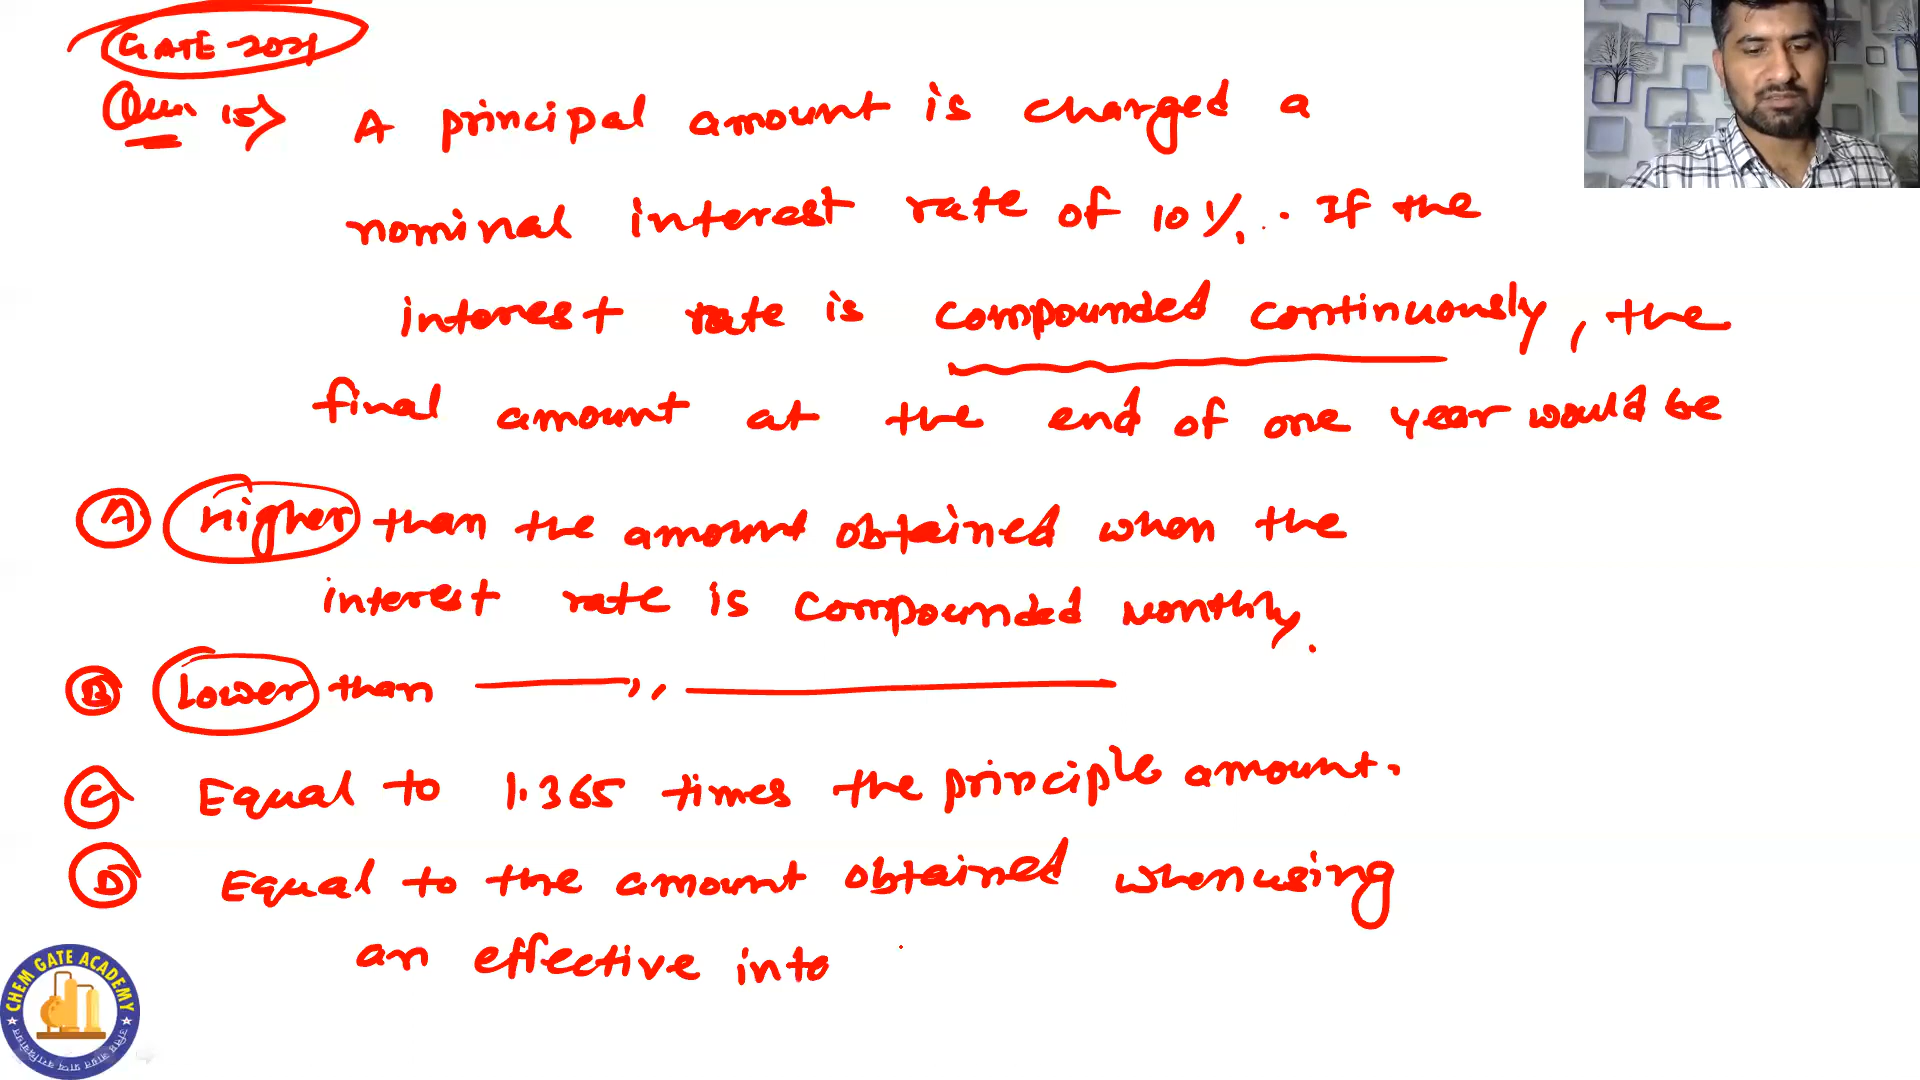 GATE-2021
Ques 15> A principal amount is charged a
nominal interest rate of 10%. If the
interest rate is compounded continuously, the
final amount at the end of one year would be
A Higher than the amount obtained when the
interest rate is compounded Monthly.
B Lower than ——— ,, ———
C Equal to 1.365 times the principle amount.
D Equal to the amount obtained when using
an effective inte
CHEM GATE ACADEMY